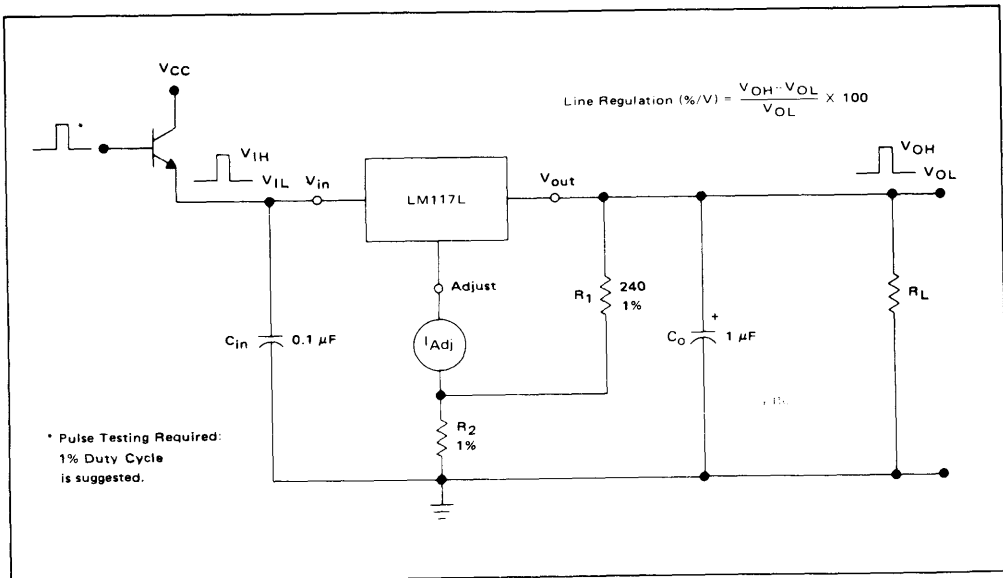 VCC
Line Regulation (%/V) = VOH - VOL / VOL X 100
*
VIH
VIL
Vin
LM117L
Vout
VOH
VOL
Adjust
R1
240
1%
RL
Cin
0.1 µF
IAdj
+
CO
1 µF
R2
1%
* Pulse Testing Required:
1% Duty Cycle
is suggested.